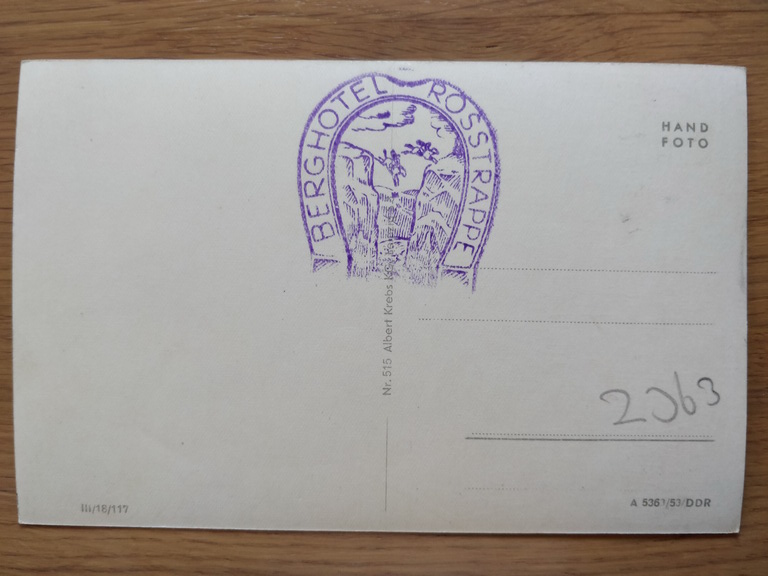 BERGHOTEL ROSSTRAPPE
HAND
FOTO
Nr. 515 Albert Krebs
2063
III/18/117
A 5361/53/DDR